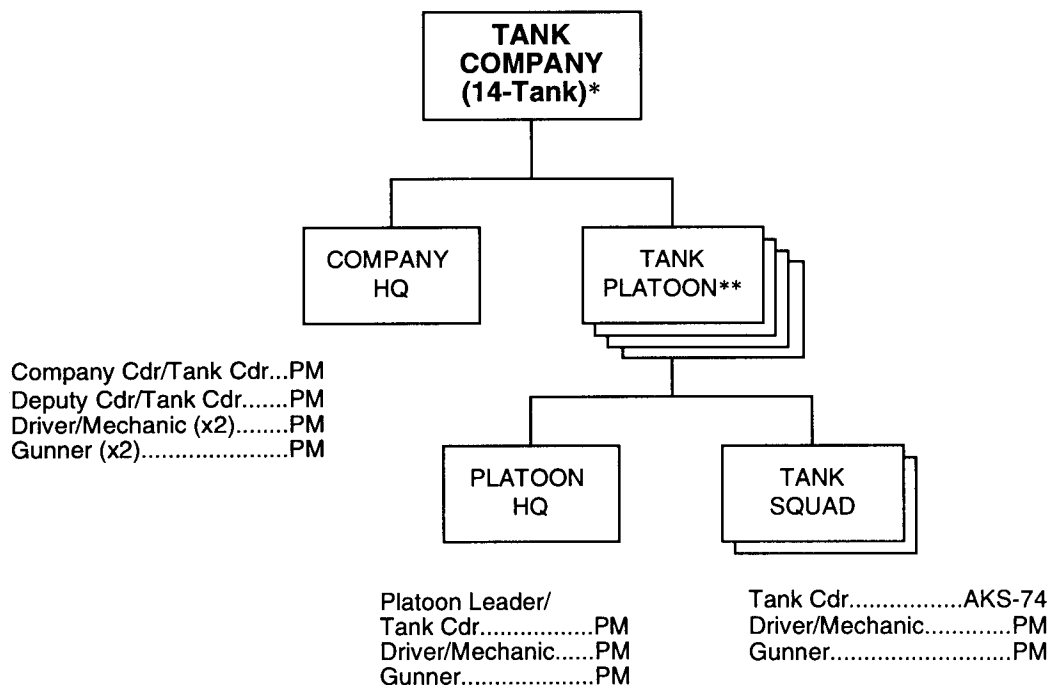 TANK
COMPANY
(14-Tank)*
COMPANY
HQ
TANK
PLATOON**
Company Cdr/Tank Cdr...PM
Deputy Cdr/Tank Cdr.......PM
Driver/Mechanic (x2)........PM
Gunner (x2)......................PM
PLATOON
HQ
TANK
SQUAD
Platoon Leader/
Tank Cdr..................PM
Driver/Mechanic......PM
Gunner.....................PM
Tank Cdr..................AKS-74
Driver/Mechanic.............PM
Gunner............................PM